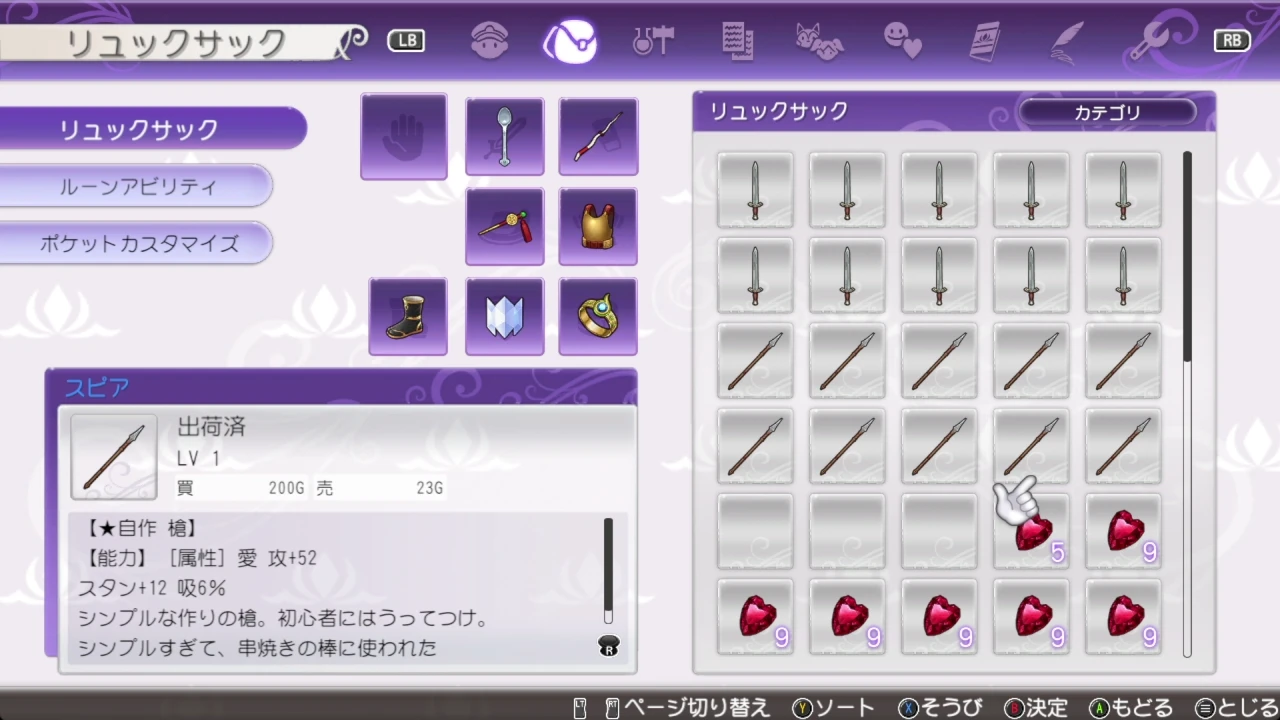 リュックサック
LB
RB
リュックサック
ルーンアビリティ
ポケットカスタマイズ
リュックサック
カテゴリ
スピア
出荷済
LV 1
買 200G 売 23G
【★自作 槍】
【能力】 [属性] 愛 攻+52
スタン+12 吸6%
シンプルな作りの槍。初心者にはうってつけ。
シンプルすぎて、串焼きの棒に使われた
R
5 9
9 9 9 9 9
LT RT ページ切り替え Y ソート X そうび B 決定 A もどる とじる